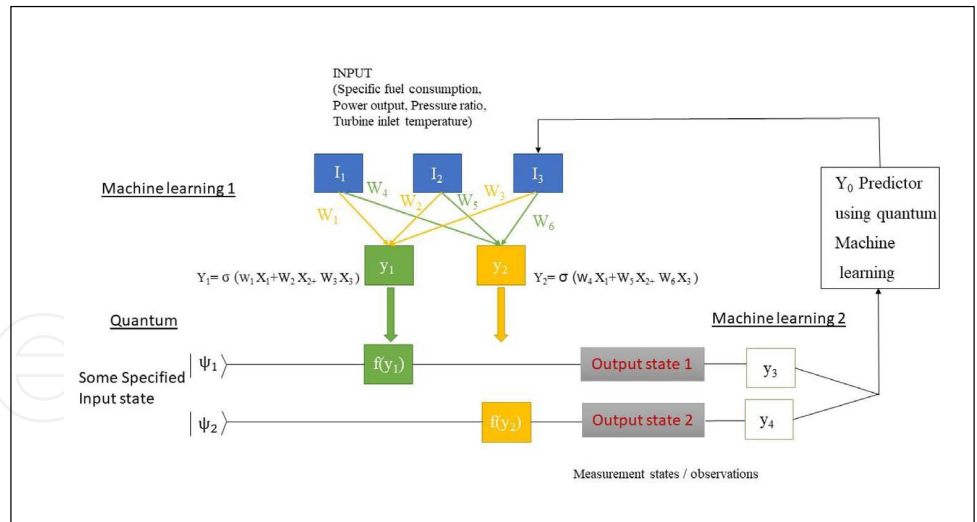 INPUT
(Specific fuel consumption,
Power output, Pressure ratio,
Turbine inlet temperature)
Machine learning 1
I₁
I₂
I₃
W₄
W₃
W₁
W₂
W₅
W₆
Y₀ Predictor
using quantum
Machine
learning
y₁
y₂
Y₁= σ (w₁ X₁+W₂ X₂₊ W₃ X₃)
Y₂= σ (w₄ X₁+W₅ X₂₊ W₆ X₃)
Quantum
Machine learning 2
|ψ₁⟩
f(y₁)
Output state 1
y₃
Some Specified
Input state
|ψ₂⟩
f(y₂)
Output state 2
y₄
Measurement states / observations